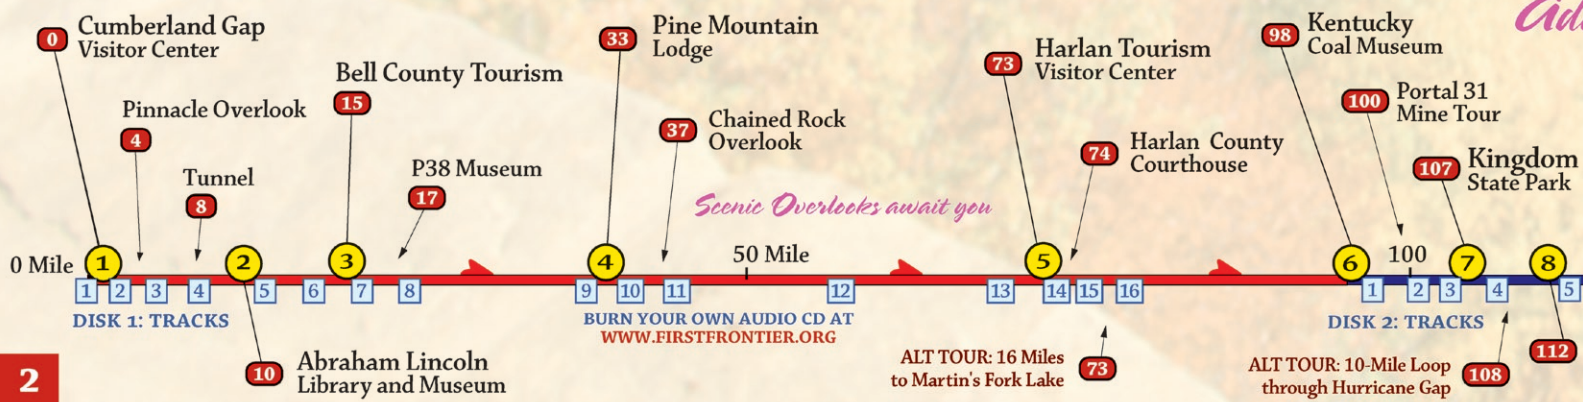 0
Cumberland Gap
Visitor Center
Pinnacle Overlook
4
Tunnel
8
Bell County Tourism
15
P38 Museum
17
33
Pine Mountain
Lodge
37
Chained Rock
Overlook
Scenic Overlooks await you
73
Harlan Tourism
Visitor Center
74
Harlan County
Courthouse
98
Kentucky
Coal Museum
100
Portal 31
Mine Tour
107
Kingdom
State Park
0 Mile
1
2
3
4
50 Mile
5
6
100
7
8
1 2 3 4 5 6 7 8 9 10 11 12 13 14 15 16 1 2 3 4 5
DISK 1: TRACKS
BURN YOUR OWN AUDIO CD AT
WWW.FIRSTFRONTIER.ORG
DISK 2: TRACKS
10
Abraham Lincoln
Library and Museum
ALT TOUR: 16 Miles
to Martin's Fork Lake
73
ALT TOUR: 10-Mile Loop
through Hurricane Gap
108
112
2